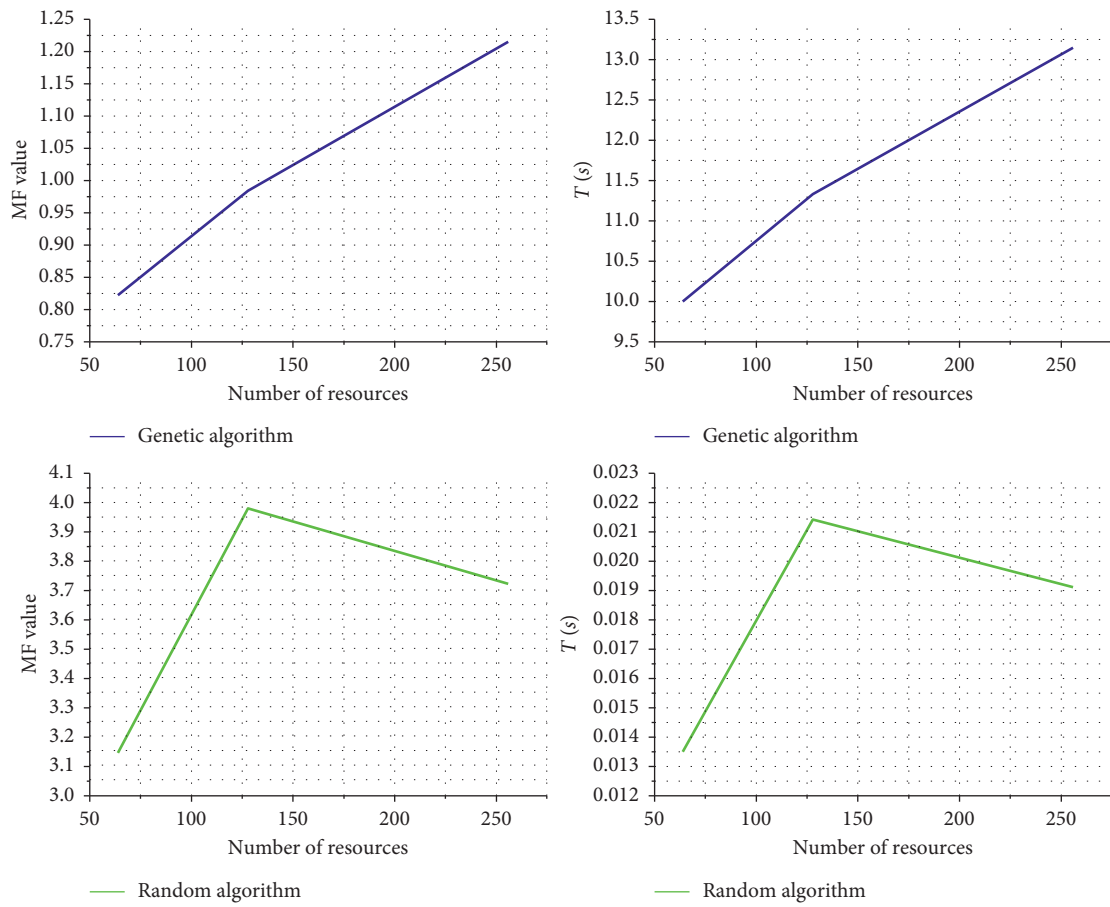 1.25
1.20
1.15
1.10
1.05
1.00
0.95
0.90
0.85
0.80
0.75
MF value
50 100 150 200 250
Number of resources
Genetic algorithm
13.5
13.0
12.5
12.0
11.5
11.0
10.5
10.0
9.5
T (s)
50 100 150 200 250
Number of resources
Genetic algorithm
4.1
4.0
3.9
3.8
3.7
3.6
3.5
3.4
3.3
3.2
3.1
3.0
MF value
50 100 150 200 250
Number of resources
Random algorithm
0.023
0.022
0.021
0.020
0.019
0.018
0.017
0.016
0.015
0.014
0.013
0.012
T (s)
50 100 150 200 250
Number of resources
Random algorithm